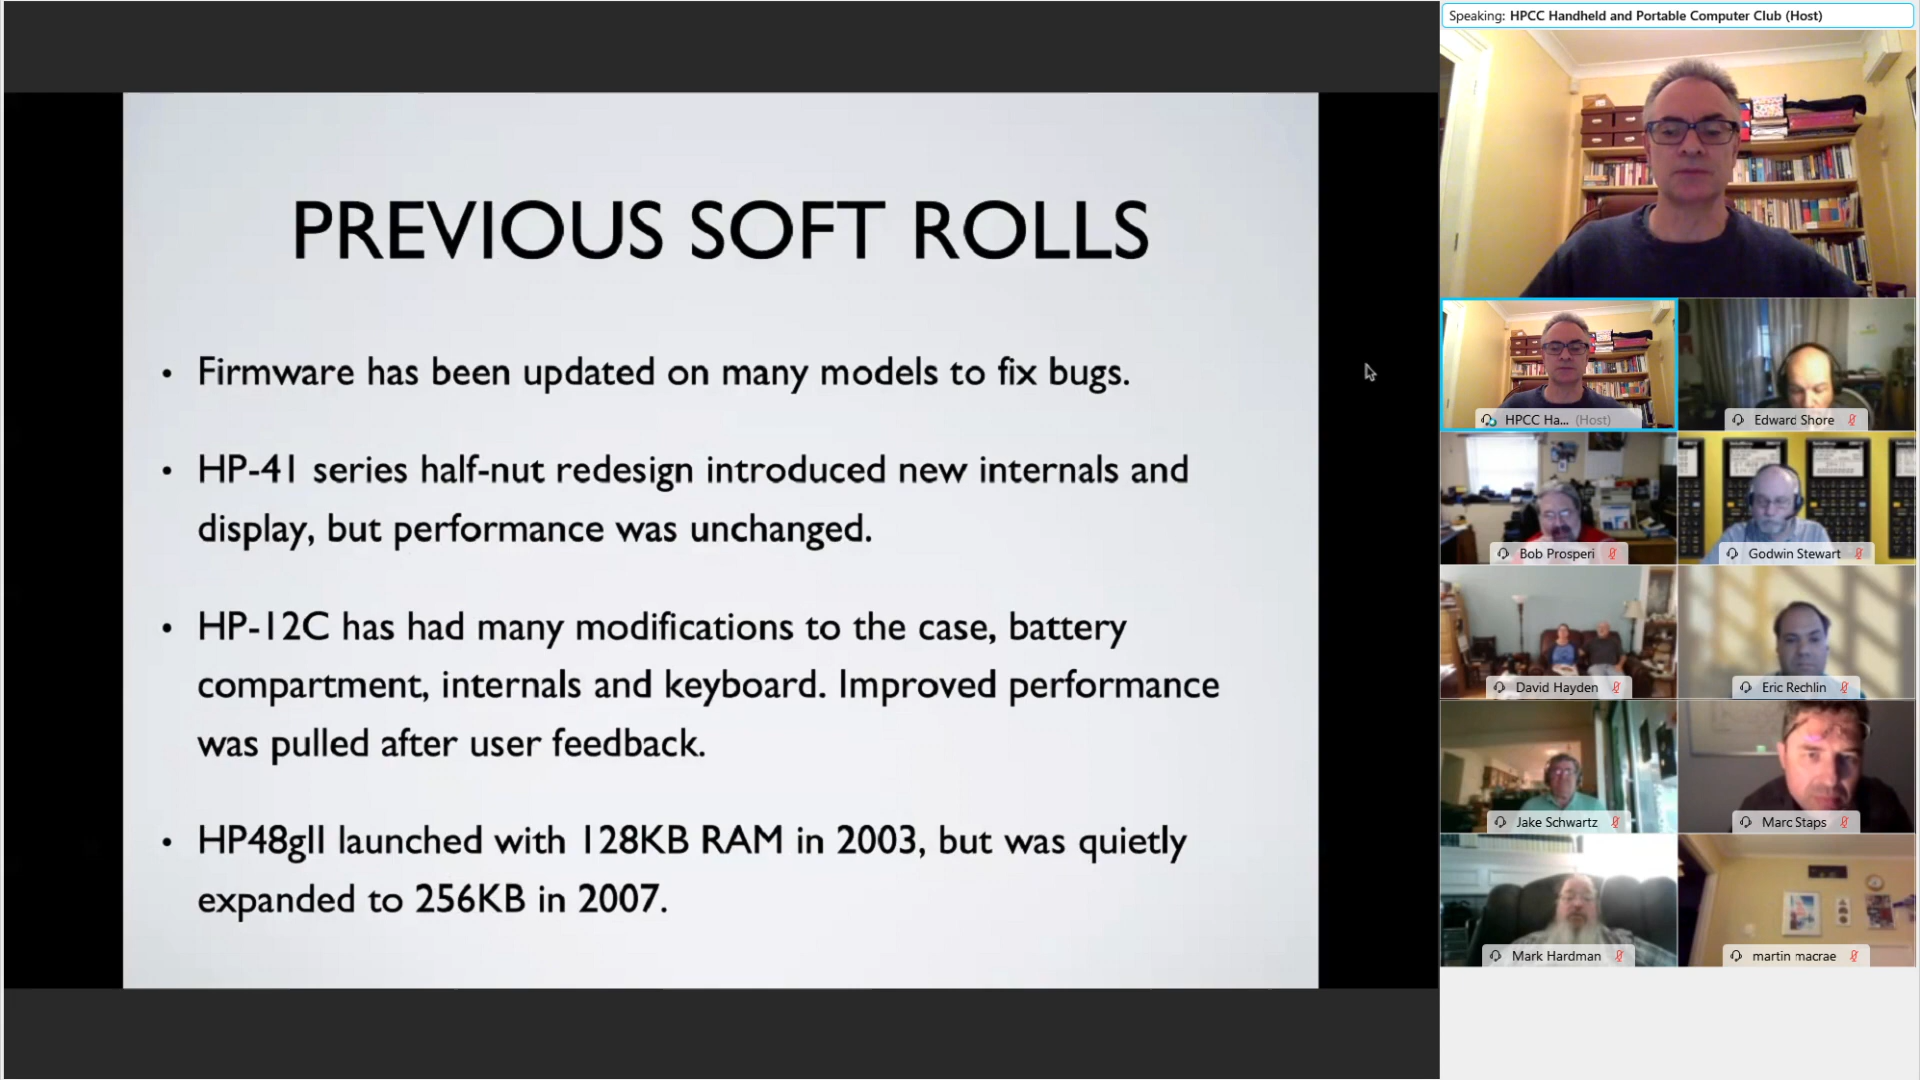 Speaking: HPCC Handheld and Portable Computer Club (Host)
PREVIOUS SOFT ROLLS
• Firmware has been updated on many models to fix bugs.
• HP-41 series half-nut redesign introduced new internals and
display, but performance was unchanged.
• HP-12C has had many modifications to the case, battery
compartment, internals and keyboard. Improved performance
was pulled after user feedback.
• HP48gII launched with 128KB RAM in 2003, but was quietly
expanded to 256KB in 2007.
HPCC Ha... (Host)
Edward Shore
Bob Prosperi
Godwin Stewart
David Hayden
Eric Rechlin
Jake Schwartz
Marc Staps
Mark Hardman
martin macrae